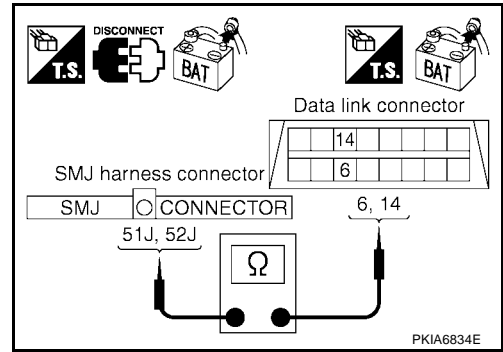 DISCONNECT
T.S.
BAT
T.S.
BAT
Data link connector
14
6
SMJ harness connector
SMJ CONNECTOR
6, 14
51J, 52J
Ω
PKIA6834E